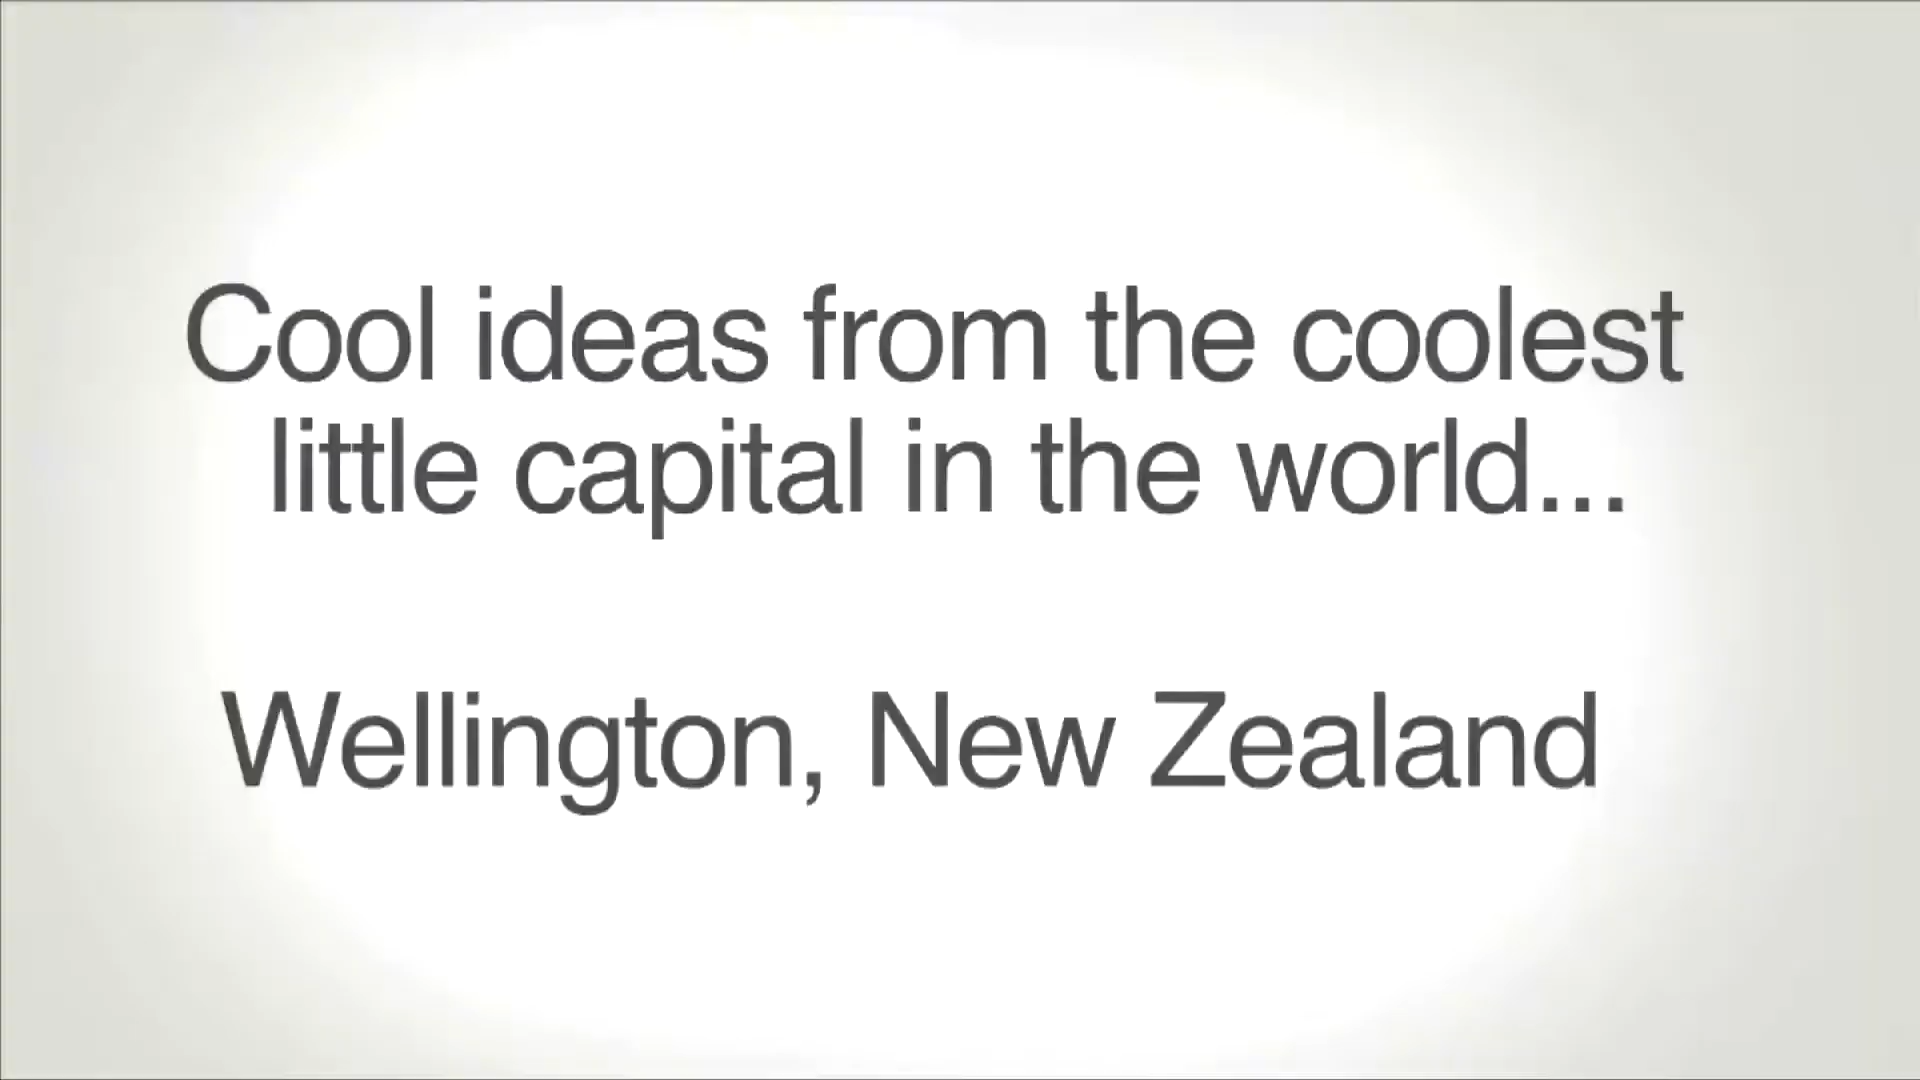 Cool ideas from the coolest
little capital in the world...
Wellington, New Zealand